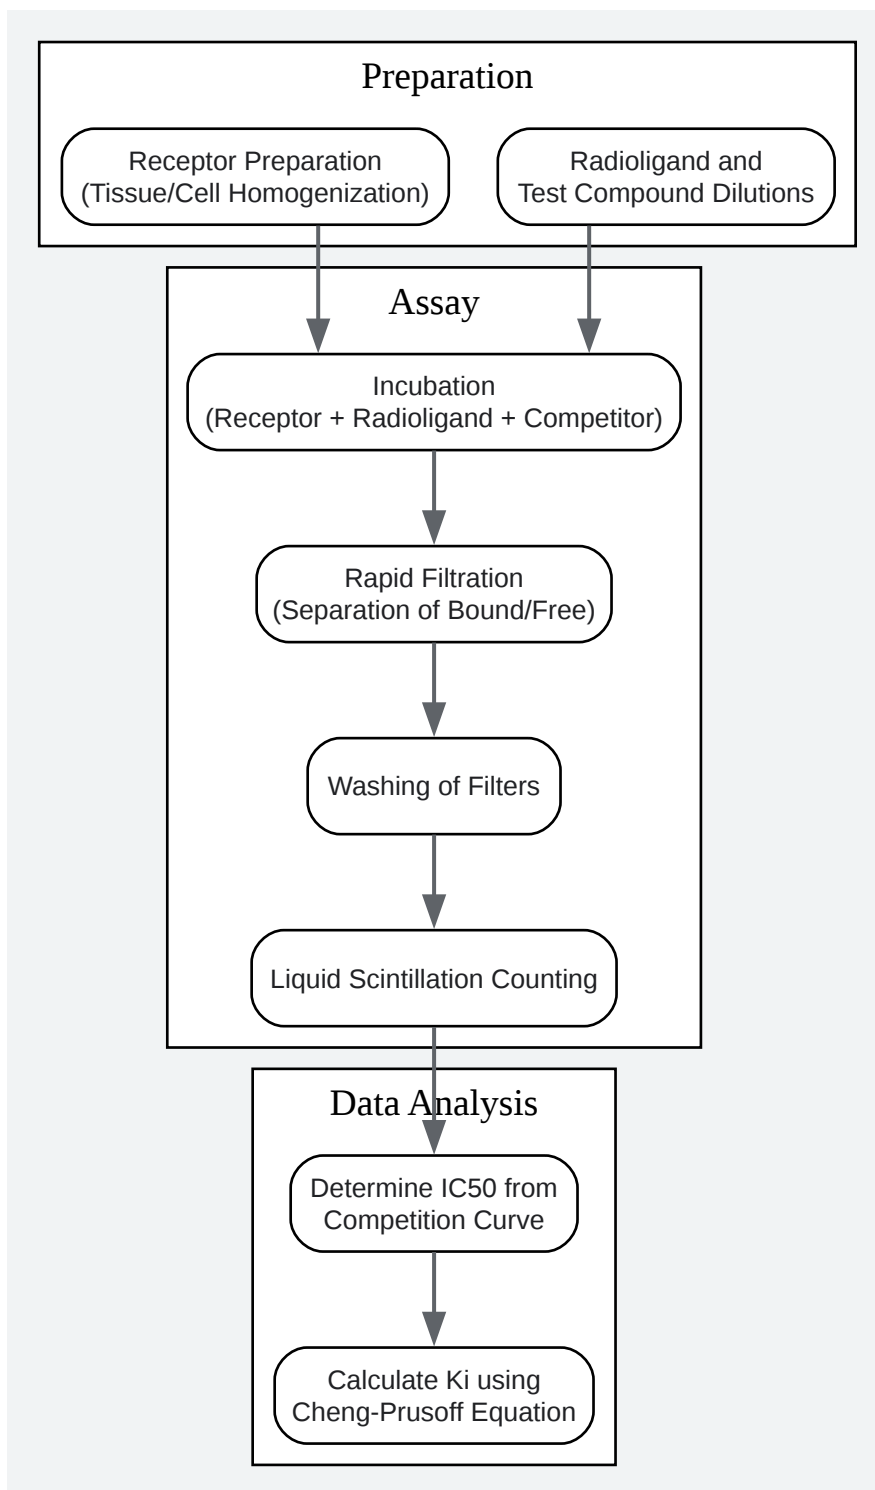 Preparation
Receptor Preparation
(Tissue/Cell Homogenization)
Radioligand and
Test Compound Dilutions
Assay
Incubation
(Receptor + Radioligand + Competitor)
Rapid Filtration
(Separation of Bound/Free)
Washing of Filters
Liquid Scintillation Counting
Data Analysis
Determine IC50 from
Competition Curve
Calculate Ki using
Cheng-Prusoff Equation